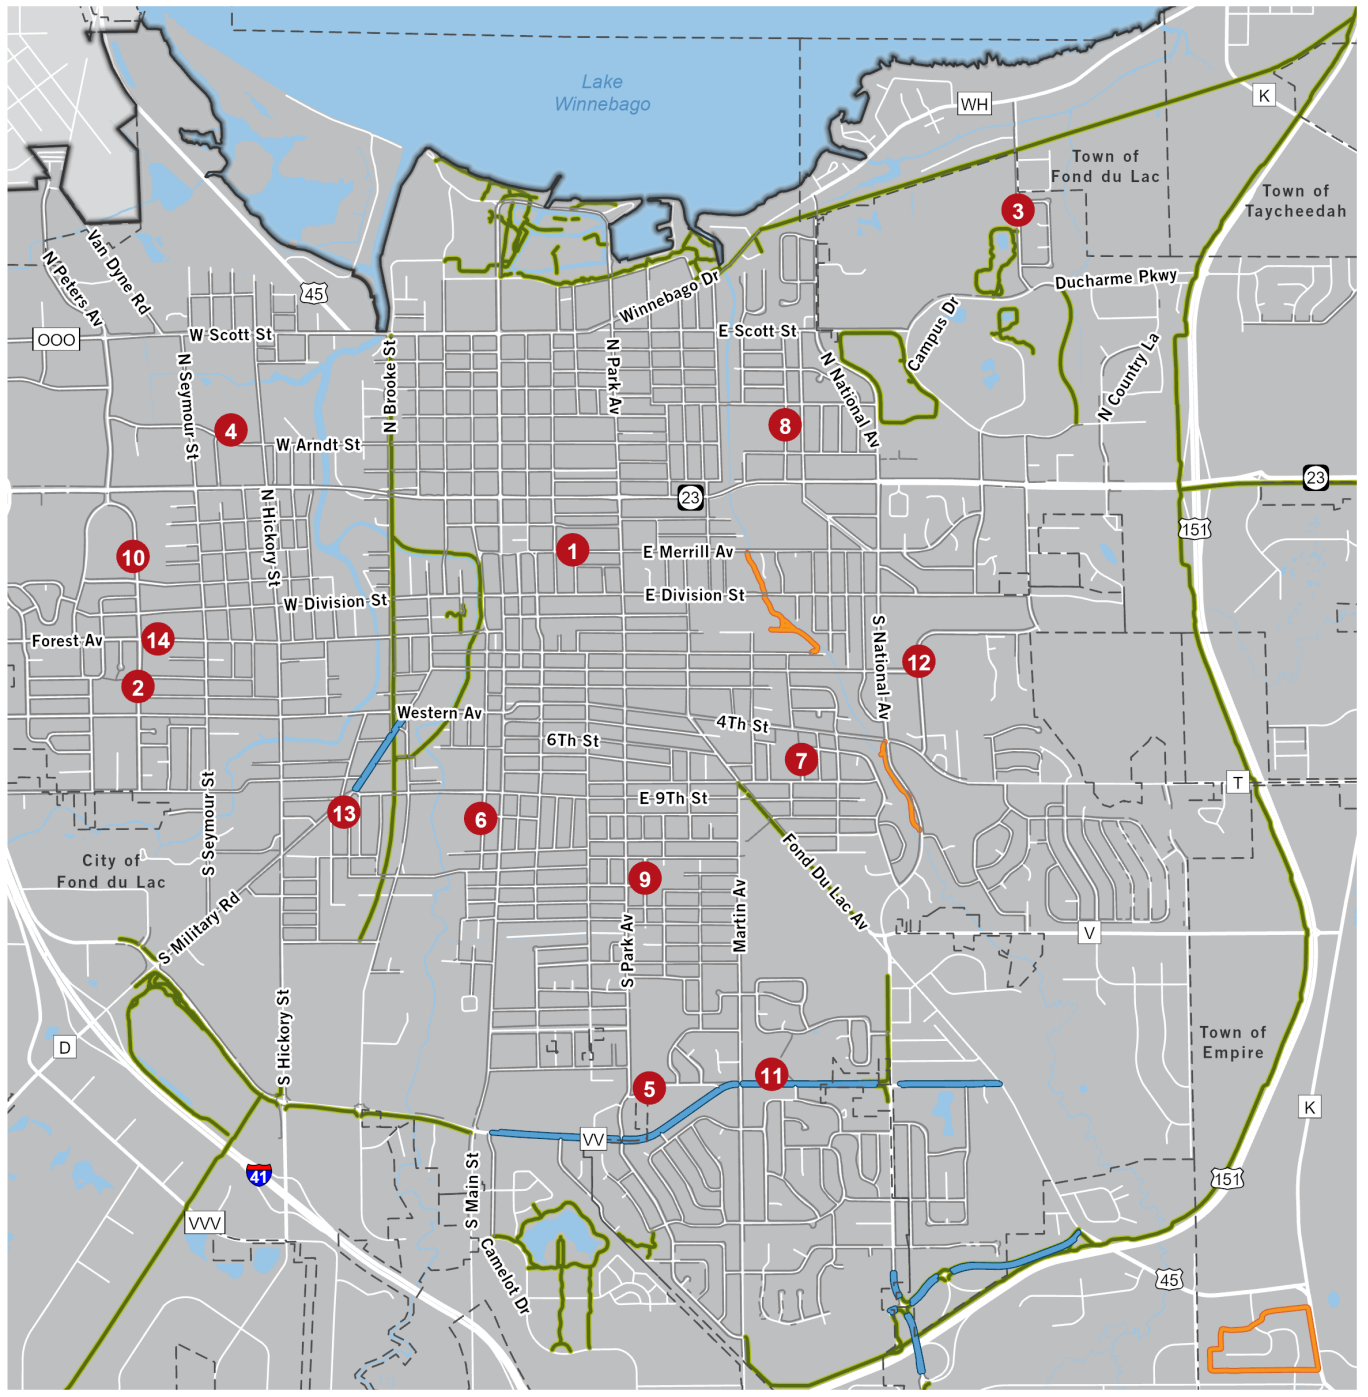 Lake
Winnebago
WH
K
Town of
Fond du Lac
Town of
Taycheedah
3
Van Dyne Rd
N Peters Av
45
Winnebago Dr
Ducharme Pkwy
OOO
W Scott St
E Scott St
Campus Dr
N Seymour St
N Brooke St
N Park Av
N National Av
N Country La
4
8
W Arndt St
23
23
N Hickory St
151
10
1
E Merrill Av
W Division St
E Division St
Forest Av
14
S National Av
12
2
Western Av
4Th St
6Th St
7
T
S Seymour St
13
6
E 9Th St
City of
Fond du Lac
Fond Du Lac Av
9
Martin Av
S Park Av
S Military Rd
V
S Hickory St
D
Town of
Empire
5
11
K
VV
41
S Main St
151
VVV
Camelot Dr
45